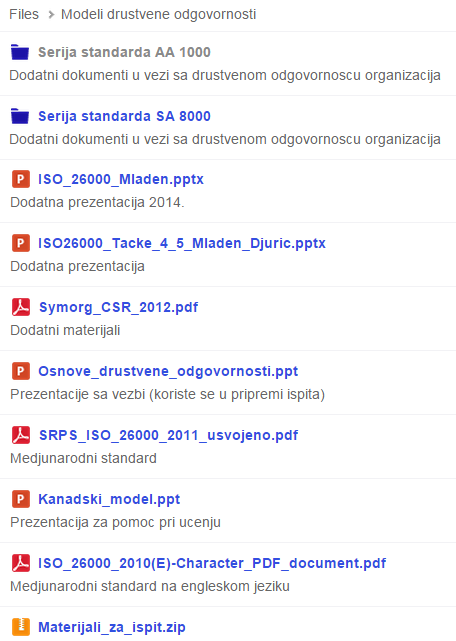 Files > Modeli drustvene odgovornosti
Serija standarda AA 1000
Dodatni dokumenti u vezi sa drustvenom odgovornoscu organizacija
Serija standarda SA 8000
Dodatni dokumenti u vezi sa drustvenom odgovornoscu organizacija
ISO_26000_Mladen.pptx
Dodatna prezentacija 2014.
ISO26000_Tacke_4_5_Mladen_Djuric.pptx
Dodatna prezentacija
Symorg_CSR_2012.pdf
Dodatni materijali
Osnove_drustvene_odgovornosti.ppt
Prezentacije sa vezbi (koriste se u pripremi ispita)
SRPS_ISO_26000_2011_usvojeno.pdf
Medjunarodni standard
Kanadski_model.ppt
Prezentacija za pomoc pri ucenju
ISO_26000_2010(E)-Character_PDF_document.pdf
Medjunarodni standard na engleskom jeziku
Materijali_za_ispit.zip